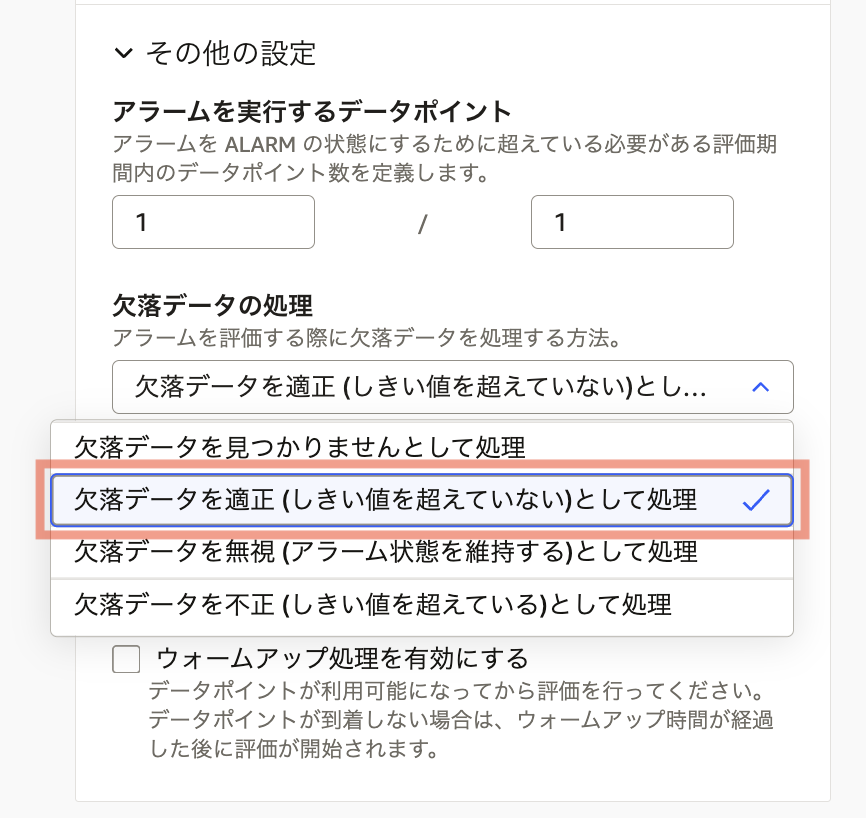 その他の設定
アラームを実行するデータポイント
アラームを ALARM の状態にするために超えている必要がある評価期
間内のデータポイント数を定義します。
1 / 1
欠落データの処理
アラームを評価する際に欠落データを処理する方法。
欠落データを適正 (しきい値を超えていない)とし...
欠落データを見つかりませんとして処理
欠落データを適正 (しきい値を超えていない)として処理
欠落データを無視 (アラーム状態を維持する)として処理
欠落データを不正 (しきい値を超えている)として処理
ウォームアップ処理を有効にする
データポイントが利用可能になってから評価を行ってください。
データポイントが到着しない場合は、ウォームアップ時間が経過
した後に評価が開始されます。